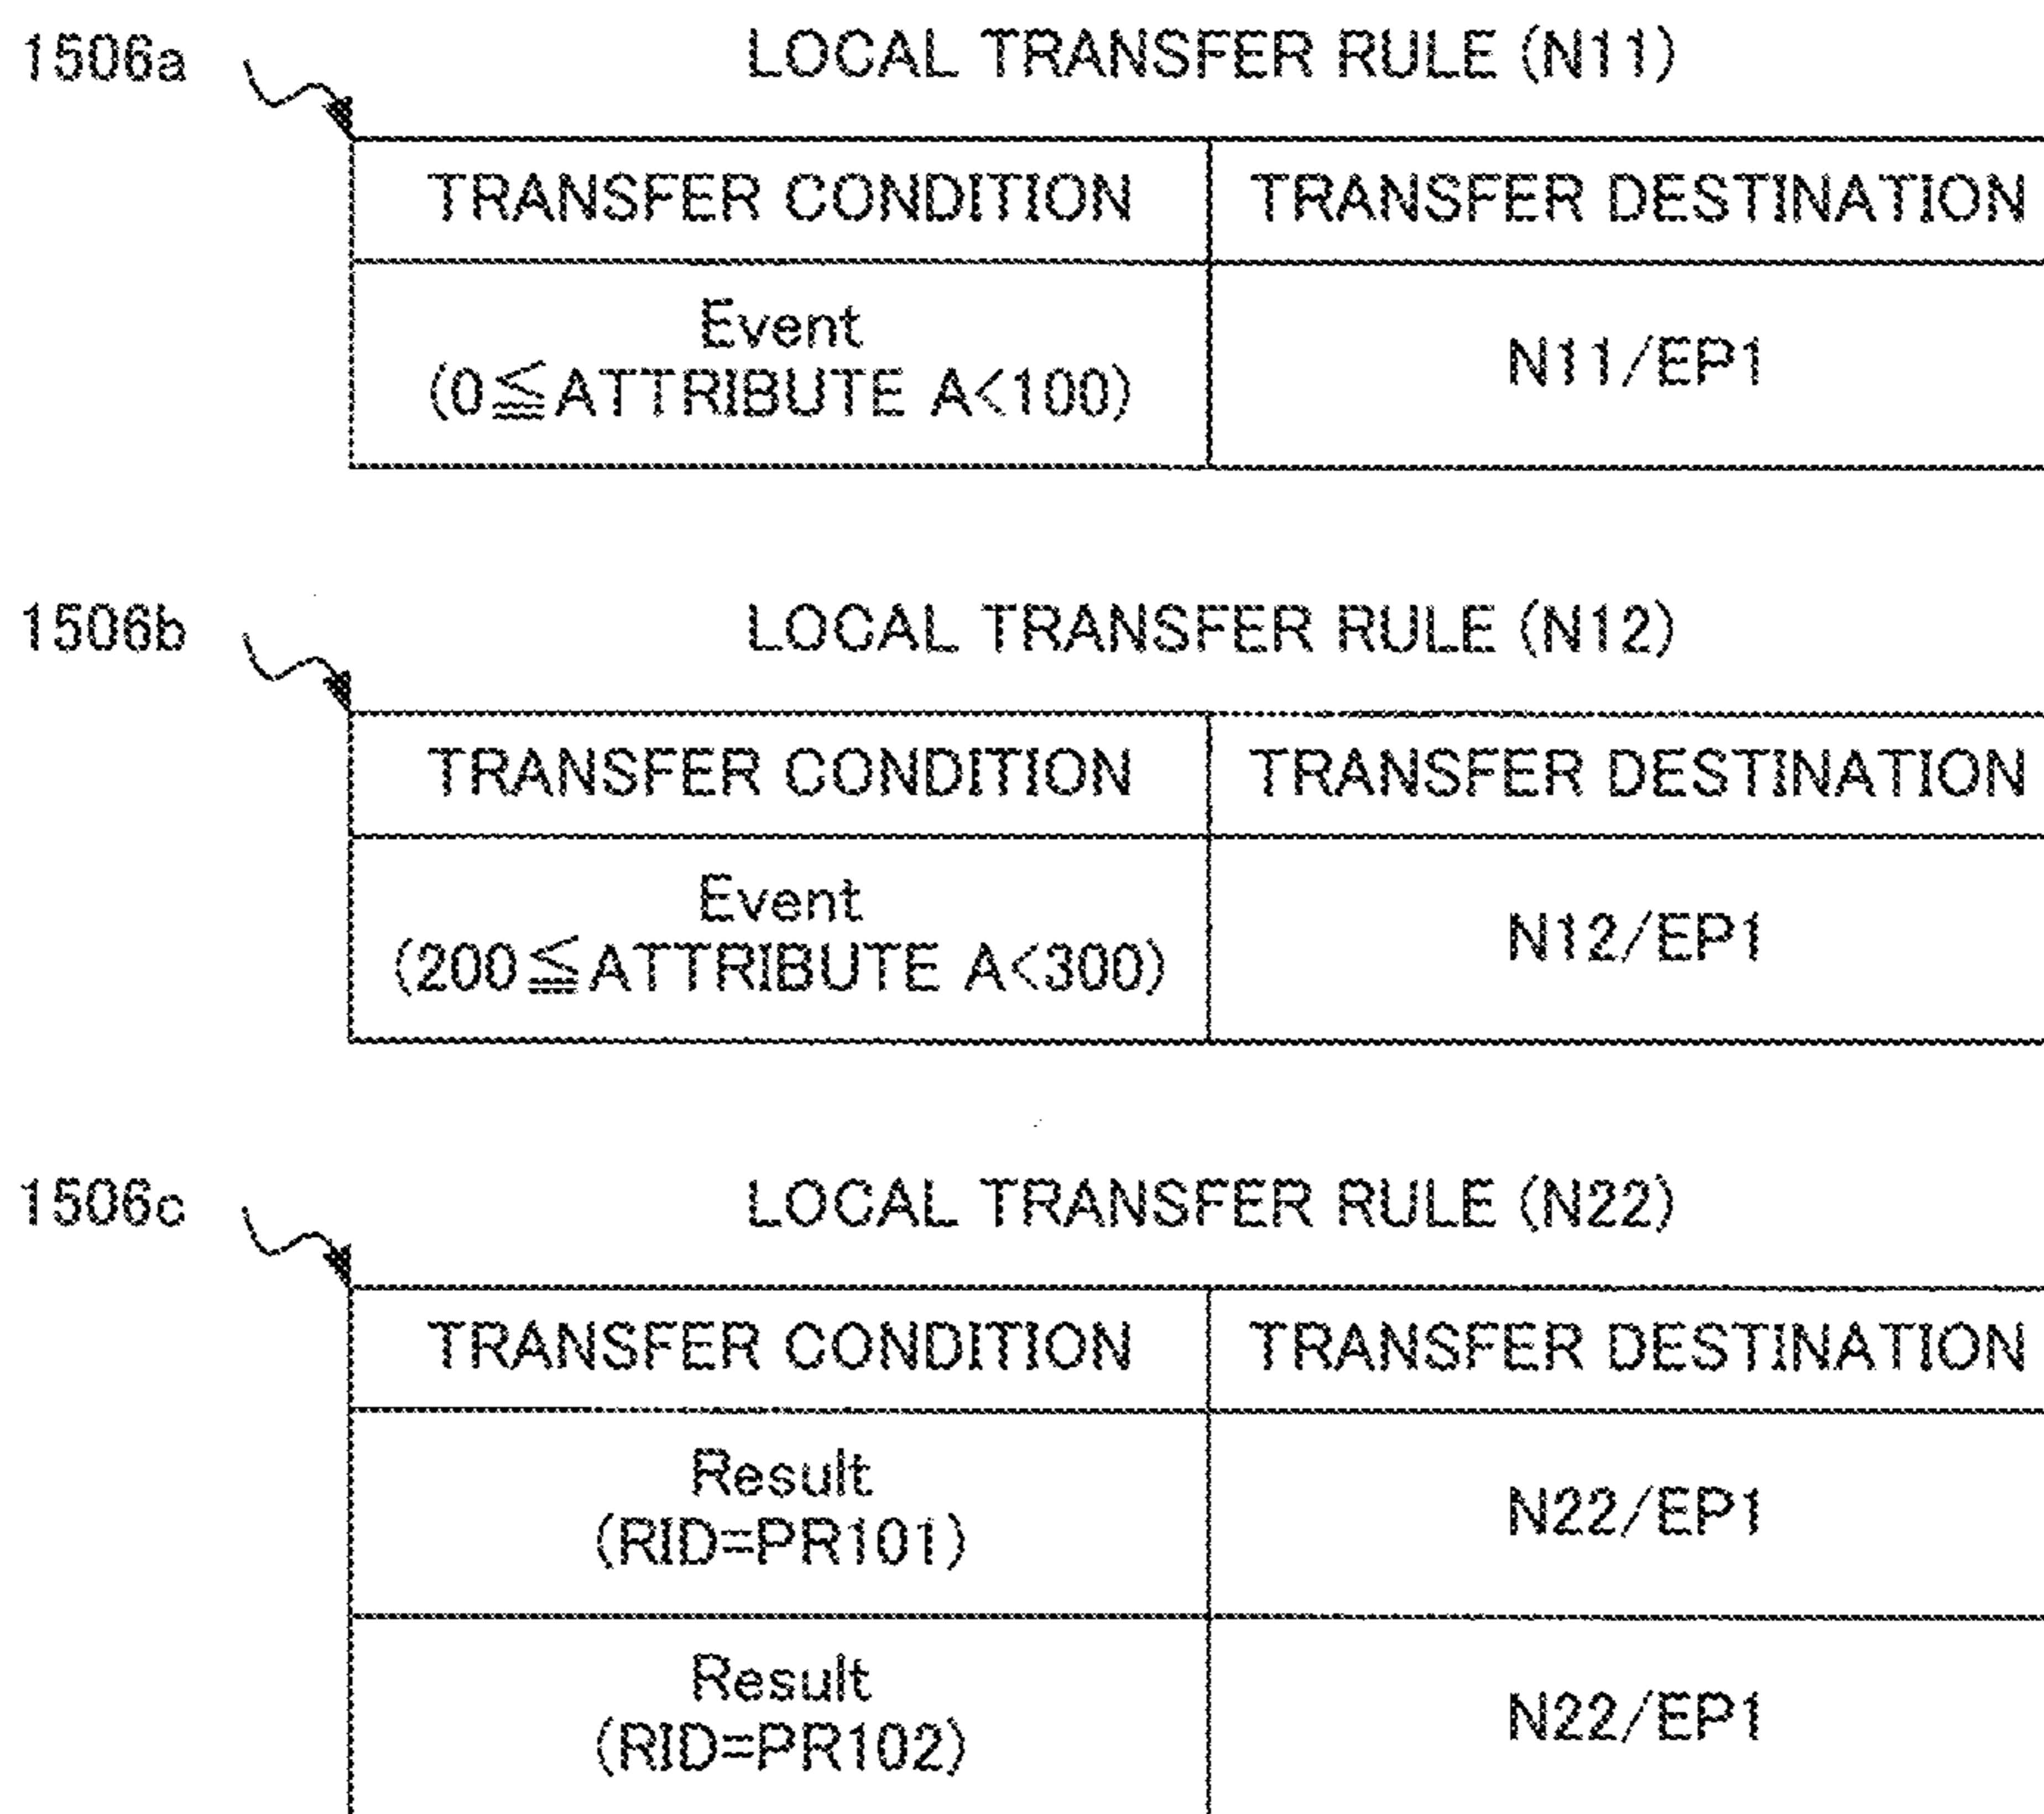 1506a
LOCAL TRANSFER RULE (N11)
TRANSFER CONDITION
TRANSFER DESTINATION
Event
(0≦ATTRIBUTE A<100)
N11/EP1
1506b
LOCAL TRANSFER RULE (N12)
TRANSFER CONDITION
TRANSFER DESTINATION
Event
(200≦ATTRIBUTE A<300)
N12/EP1
1506c
LOCAL TRANSFER RULE (N22)
TRANSFER CONDITION
TRANSFER DESTINATION
Result
(RID=PR101)
N22/EP1
Result
(RID=PR102)
N22/EP1